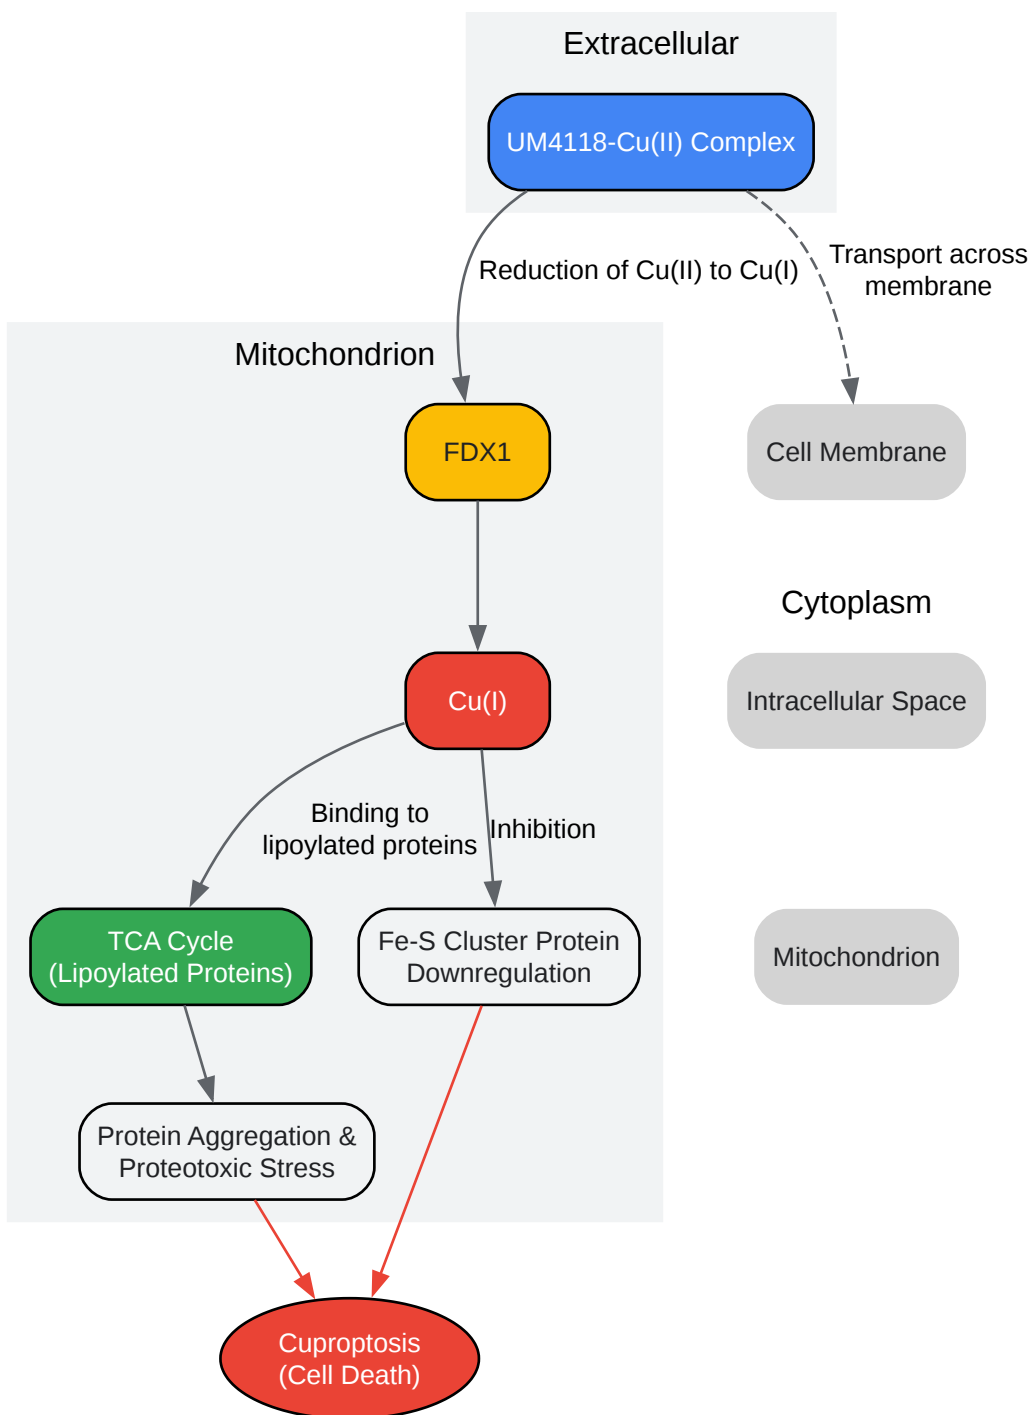 Extracellular
UM4118-Cu(II) Complex
Reduction of Cu(II) to Cu(I)
Transport across
membrane
Mitochondrion
FDX1
Cell Membrane
Cytoplasm
Cu(I)
Intracellular Space
Binding to
lipoylated proteins
Inhibition
TCA Cycle
(Lipoylated Proteins)
Fe-S Cluster Protein
Downregulation
Mitochondrion
Protein Aggregation &
Proteotoxic Stress
Cuproptosis
(Cell Death)